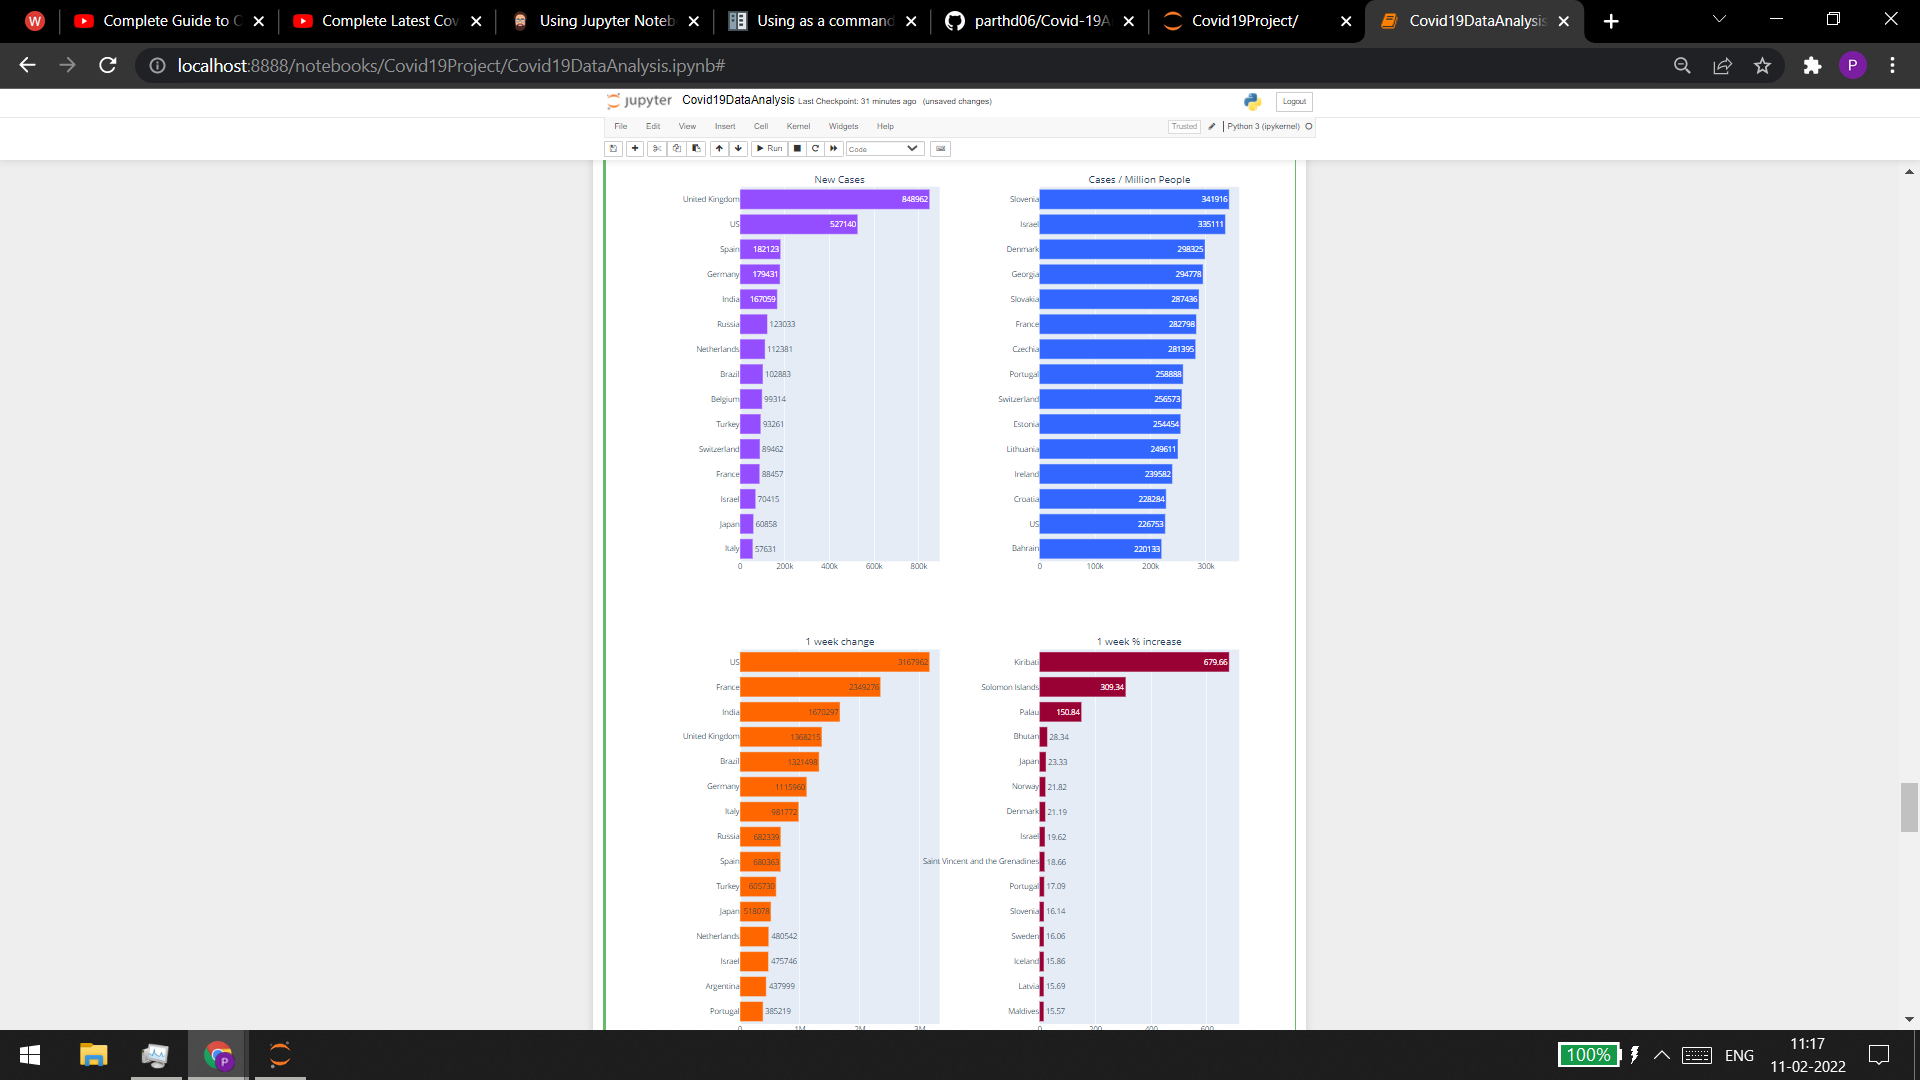 W
Complete Guide to C
Complete Latest Cov
Using Jupyter Noteb
Using as a command
parthd06/Covid-19A
Covid19Project/
Covid19DataAnalysis
localhost:8888/notebooks/Covid19Project/Covid19DataAnalysis.ipynb#
P
jupyter Covid19DataAnalysis Last Checkpoint: 31 minutes ago (unsaved changes)
Logout
File Edit View Insert Cell Kernel Widgets Help
Trusted Python 3 (ipykernel)
Run Code
New Cases
United Kingdom 848962
US 527140
Spain 182123
Germany 179431
India 167059
Russia 123033
Netherlands 112381
Brazil 102883
Belgium 99314
Turkey 93261
Switzerland 89462
France 88457
Israel 70415
Japan 60858
Italy 57631
0 200k 400k 600k 800k
Cases / Million People
Slovenia 341916
Israel 335111
Denmark 298325
Georgia 294778
Slovakia 287436
France 282798
Czechia 281395
Portugal 258888
Switzerland 256573
Estonia 254454
Lithuania 249611
Ireland 239582
Croatia 228284
US 226753
Bahrain 220133
0 100k 200k 300k
1 week change
US 3167962
France 2349276
India 1670297
United Kingdom 1368215
Brazil 1321498
Germany 1115960
Italy 981772
Russia 682339
Spain 680363
Turkey 605730
Japan 518078
Netherlands 480542
Israel 475746
Argentina 437999
Portugal 385219
0 1M 2M 3M
1 week % increase
Kiribati 679.66
Solomon Islands 309.34
Palau 150.84
Bhutan 28.34
Japan 23.33
Norway 21.82
Denmark 21.19
Israel 19.62
Saint Vincent and the Grenadines 18.66
Portugal 17.09
Slovenia 16.14
Sweden 16.06
Iceland 15.86
Latvia 15.69
Maldives 15.57
0 200 400 600
P
100%
ENG
11:17
11-02-2022